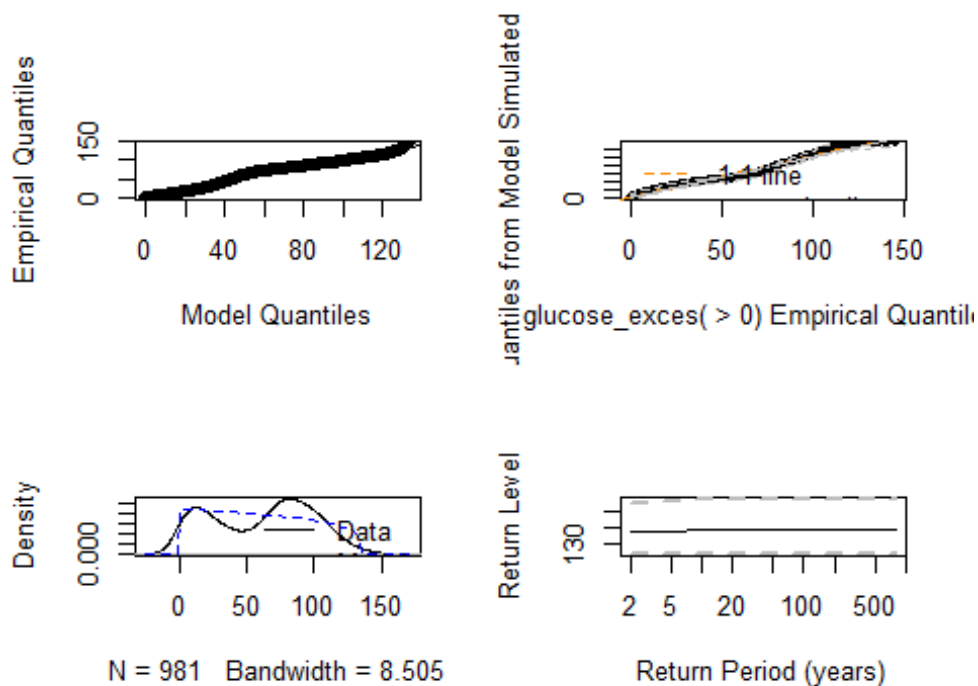 Empirical Quantiles
150
0
0 40 80 120
Model Quantiles
uantiles from Model Simulated
0
1-1 line
0 50 100 150
glucose_exces( > 0) Empirical Quantile
Density
0.000
Data
0 50 100 150
N = 981 Bandwidth = 8.505
Return Level
130
2 5 20 100 500
Return Period (years)